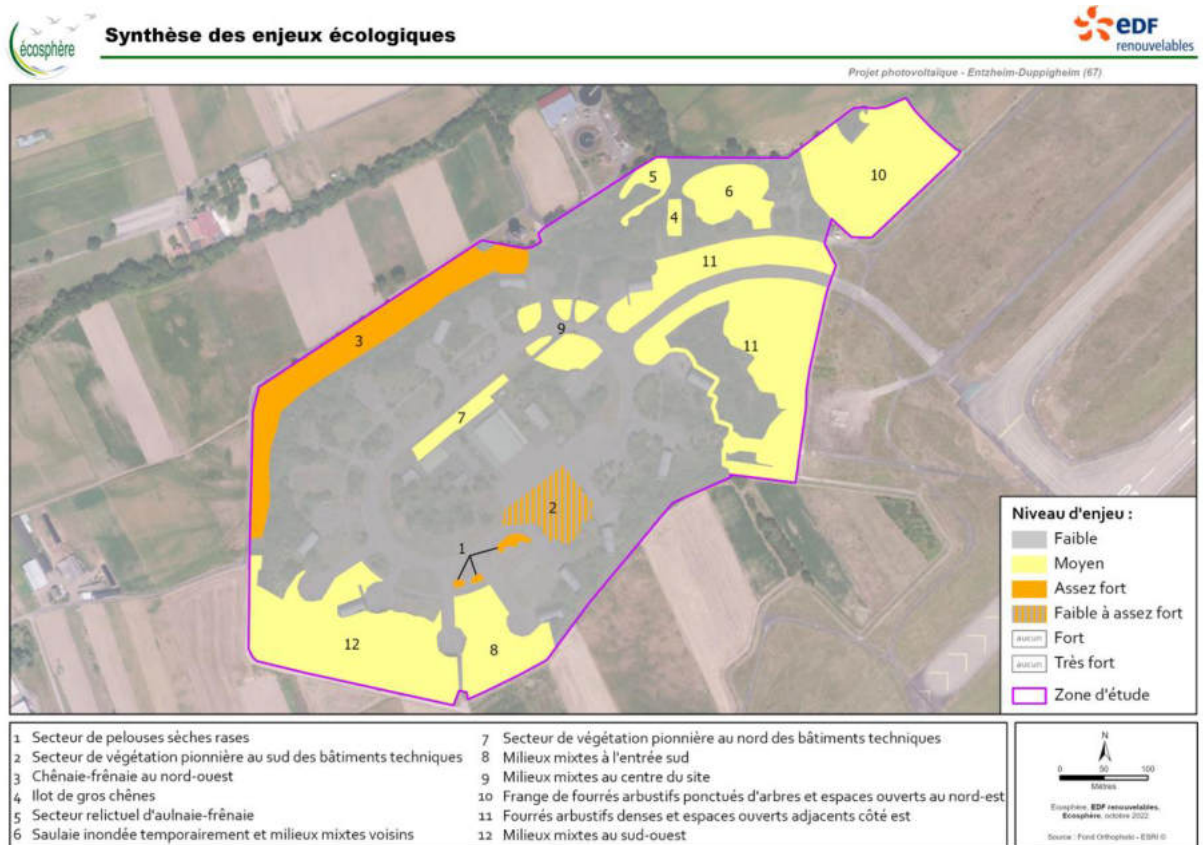 écosphère
Synthèse des enjeux écologiques
eDF
renouvelables
Projet photovoltaïque - Entzheim-Duppigheim (67)
10
5
6
4
11
3
9
11
7
2
1
12
8
Niveau d'enjeu :
Faible
Moyen
Assez fort
Faible à assez fort
aucun Fort
aucun Très fort
Zone d'étude
1 Secteur de pelouses sèches rases
2 Secteur de végétation pionnière au sud des bâtiments techniques
3 Chênaie-frênaie au nord-ouest
4 Ilot de gros chênes
5 Secteur relictuel d'aulnaie-frênaie
6 Saulaie inondée temporairement et milieux mixtes voisins
7 Secteur de végétation pionnière au nord des bâtiments techniques
8 Milieux mixtes à l'entrée sud
9 Milieux mixtes au centre du site
10 Frange de fourrés arbustifs ponctués d'arbres et espaces ouverts au nord-est
11 Fourrés arbustifs denses et espaces ouverts adjacents côté est
12 Milieux mixtes au sud-ouest
N
0 50 100
Mètres
Ecosphère, EDF renouvelables,
Ecosphère, octobre 2022
Source : Fond Orthophoto - ESRI ©